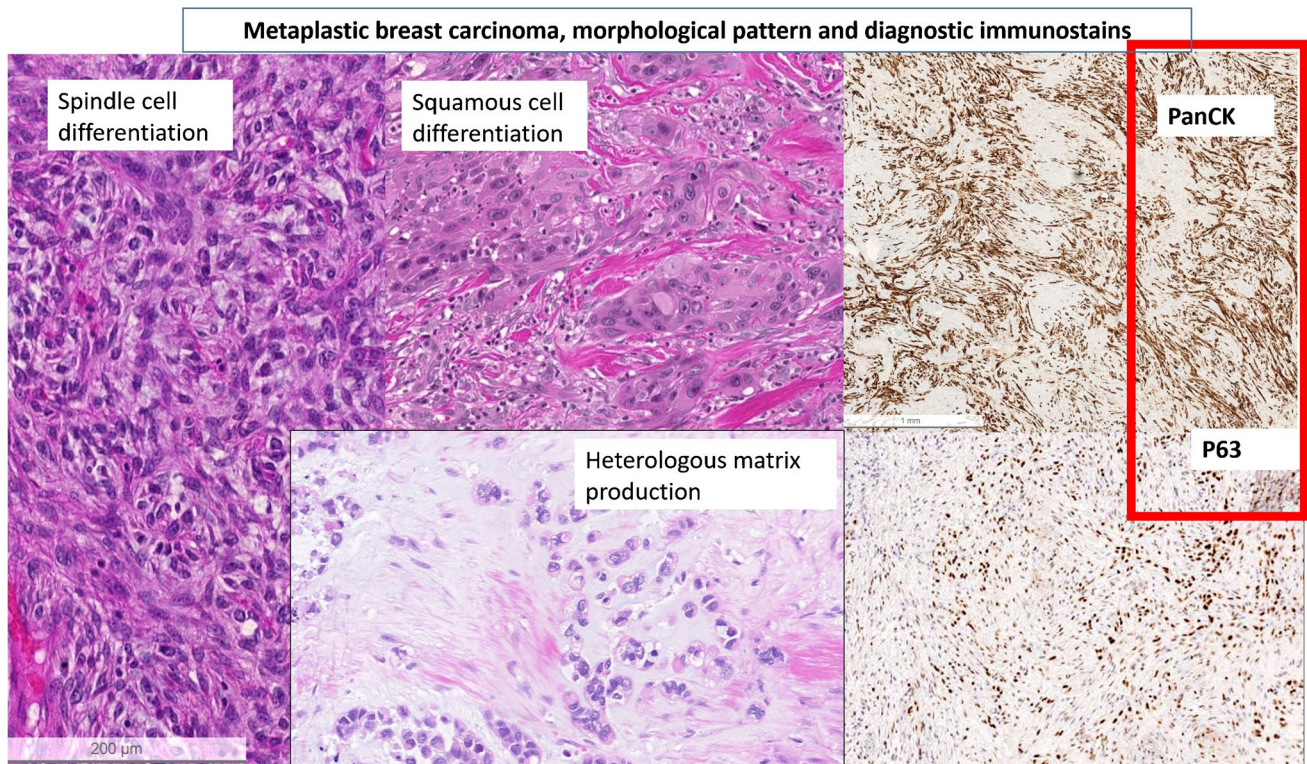 Metaplastic breast carcinoma, morphological pattern and diagnostic immunostains
Spindle cell
differentiation
Squamous cell
differentiation
PanCK
1 mm
P63
Heterologous matrix
production
200 µm